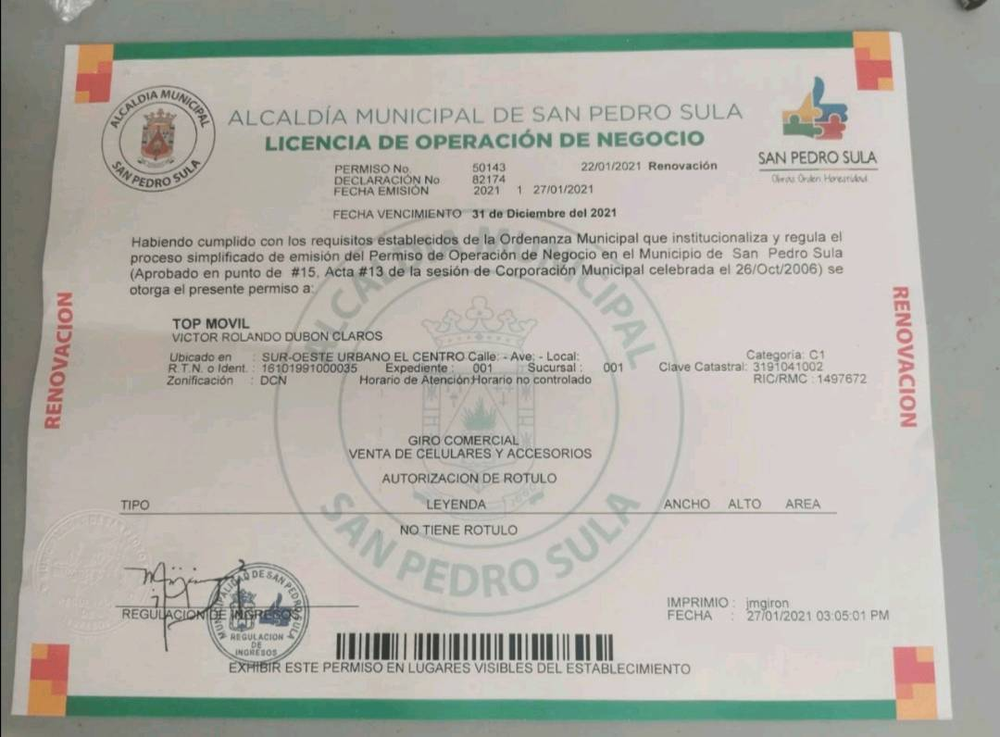 ALCALDIA MUNICIPAL
SAN PEDRO SULA
ALCALDÍA MUNICIPAL DE SAN PEDRO SULA
LICENCIA DE OPERACIÓN DE NEGOCIO
SAN PEDRO SULA
Obras Orden Honestidad
PERMISO No. 50143 22/01/2021 Renovación
DECLARACIÓN No 82174
FECHA EMISIÓN 2021 1 27/01/2021
FECHA VENCIMIENTO 31 de Diciembre del 2021
Habiendo cumplido con los requisitos establecidos de la Ordenanza Municipal que institucionaliza y regula el
proceso simplificado de emisión del Permiso de Operación de Negocio en el Municipio de San Pedro Sula
(Aprobado en punto de #15, Acta #13 de la sesión de Corporación Municipal celebrada el 26/Oct/2006) se
otorga el presente permiso a:
RENOVACION
RENOVACION
ALCALDIA MUNICIPAL
SAN PEDRO SULA
TOP MOVIL
VICTOR ROLANDO DUBON CLAROS
Ubicado en : SUR-OESTE URBANO EL CENTRO Calle: - Ave: - Local: Categoría: C1
R.T.N. o Ident. : 16101991000035 Expediente : 001 Sucursal : 001 Clave Catastral: 3191041002
Zonificación : DCN Horario de Atención:Horario no controlado RIC/RMC : 1497672
GIRO COMERCIAL
VENTA DE CELULARES Y ACCESORIOS
AUTORIZACION DE ROTULO
TIPO LEYENDA ANCHO ALTO AREA
NO TIENE ROTULO
REGULACION DE INGRESOS
MUNICIPALIDAD DE SAN PEDRO SULA
REGULACION
DE
INGRESOS
IMPRIMIO : jmgiron
FECHA : 27/01/2021 03:05:01 PM
EXHIBIR ESTE PERMISO EN LUGARES VISIBLES DEL ESTABLECIMIENTO